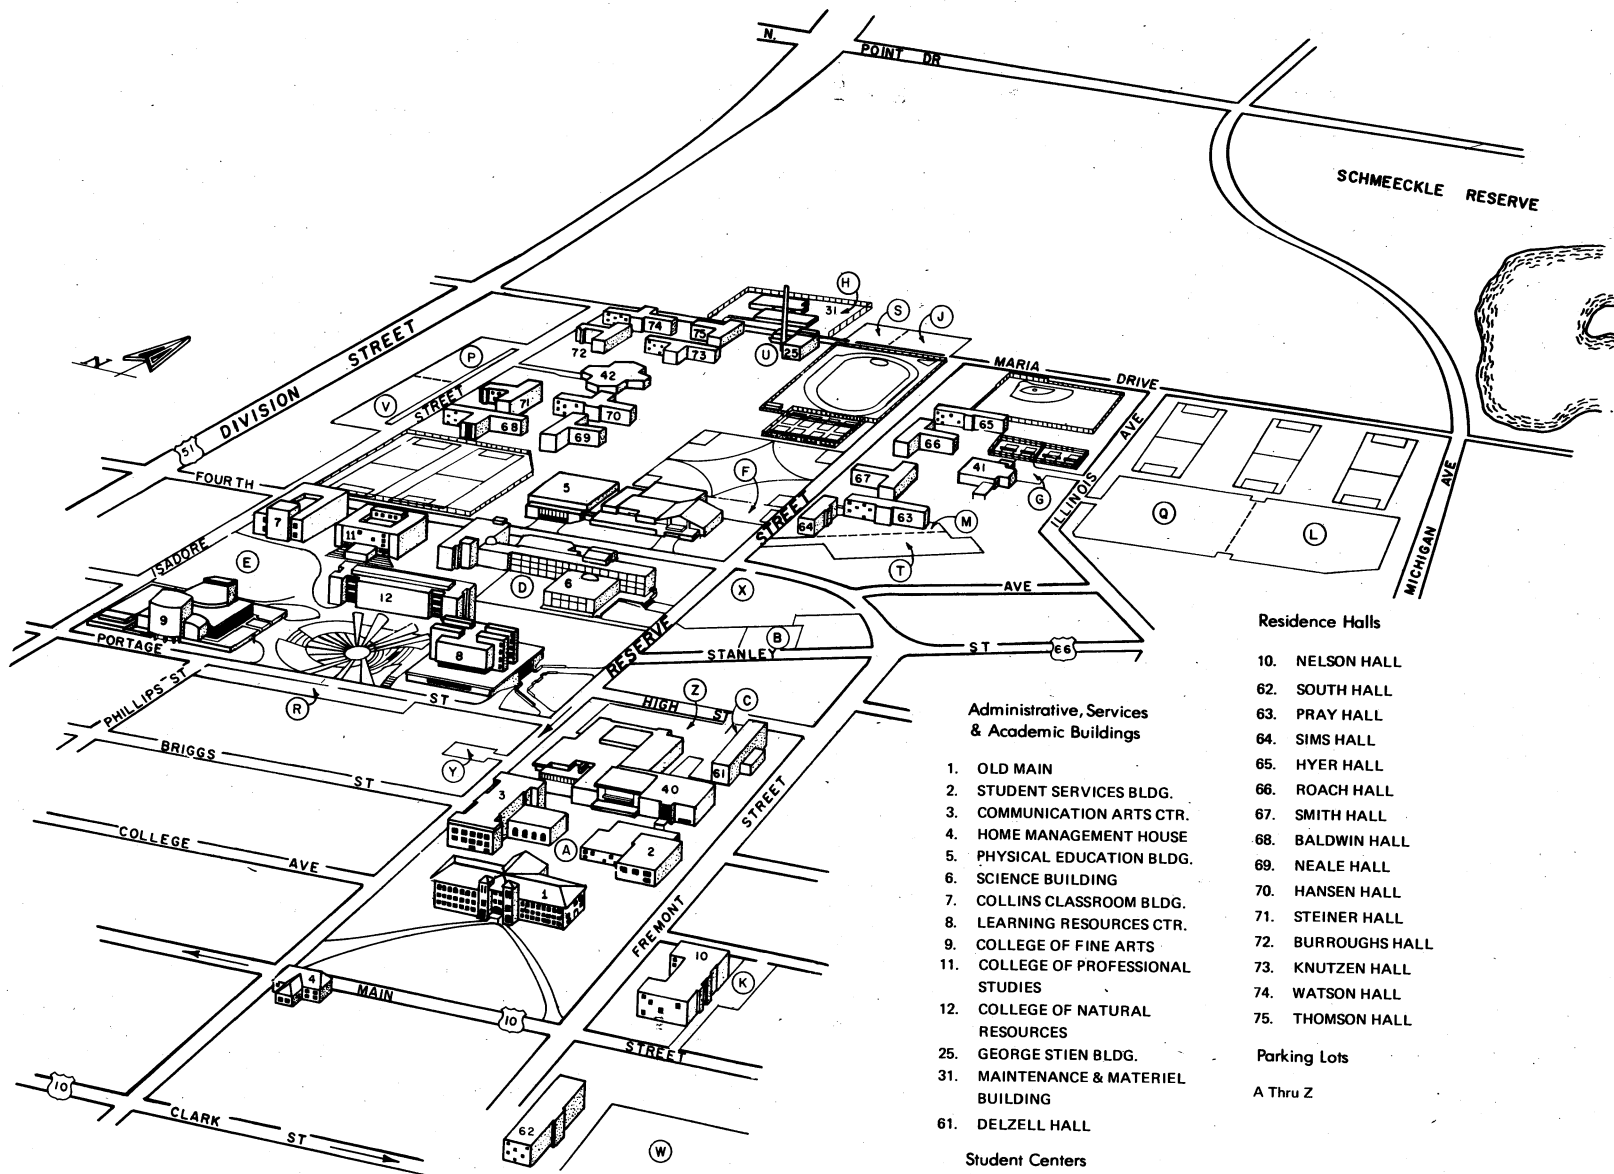 N.
POINT DR
SCHMEECKLE RESERVE
H
S
J
31
74
75
72
73
U
25
MARIA
DRIVE
N
P
42
DIVISION STREET
V
STREET
71
70
68
69
65
66
AVE
51
FOURTH
5
F
STREET
67
41
G
ILLINOIS
Q
L
AVE
MICHIGAN
7
11
64
63
M
T
ISADORE
E
D
6
X
AVE
12
9
B
PORTAGE
8
RESERVE
STANLEY
ST
66
PHILLIPS ST
R
ST
Z
C
HIGH ST
BRIGGS
ST
Y
61
3
40
STREET
COLLEGE
AVE
A
2
1
FREMONT
4
MAIN
10
10
K
STREET
10
CLARK
ST
62
W
Administrative, Services
& Academic Buildings
1. OLD MAIN
2. STUDENT SERVICES BLDG.
3. COMMUNICATION ARTS CTR.
4. HOME MANAGEMENT HOUSE
5. PHYSICAL EDUCATION BLDG.
6. SCIENCE BUILDING
7. COLLINS CLASSROOM BLDG.
8. LEARNING RESOURCES CTR.
9. COLLEGE OF FINE ARTS
11. COLLEGE OF PROFESSIONAL
STUDIES
12. COLLEGE OF NATURAL
RESOURCES
25. GEORGE STIEN BLDG.
31. MAINTENANCE & MATERIEL
BUILDING
61. DELZELL HALL
Student Centers
Residence Halls
10. NELSON HALL
62. SOUTH HALL
63. PRAY HALL
64. SIMS HALL
65. HYER HALL
66. ROACH HALL
67. SMITH HALL
68. BALDWIN HALL
69. NEALE HALL
70. HANSEN HALL
71. STEINER HALL
72. BURROUGHS HALL
73. KNUTZEN HALL
74. WATSON HALL
75. THOMSON HALL
Parking Lots
A Thru Z